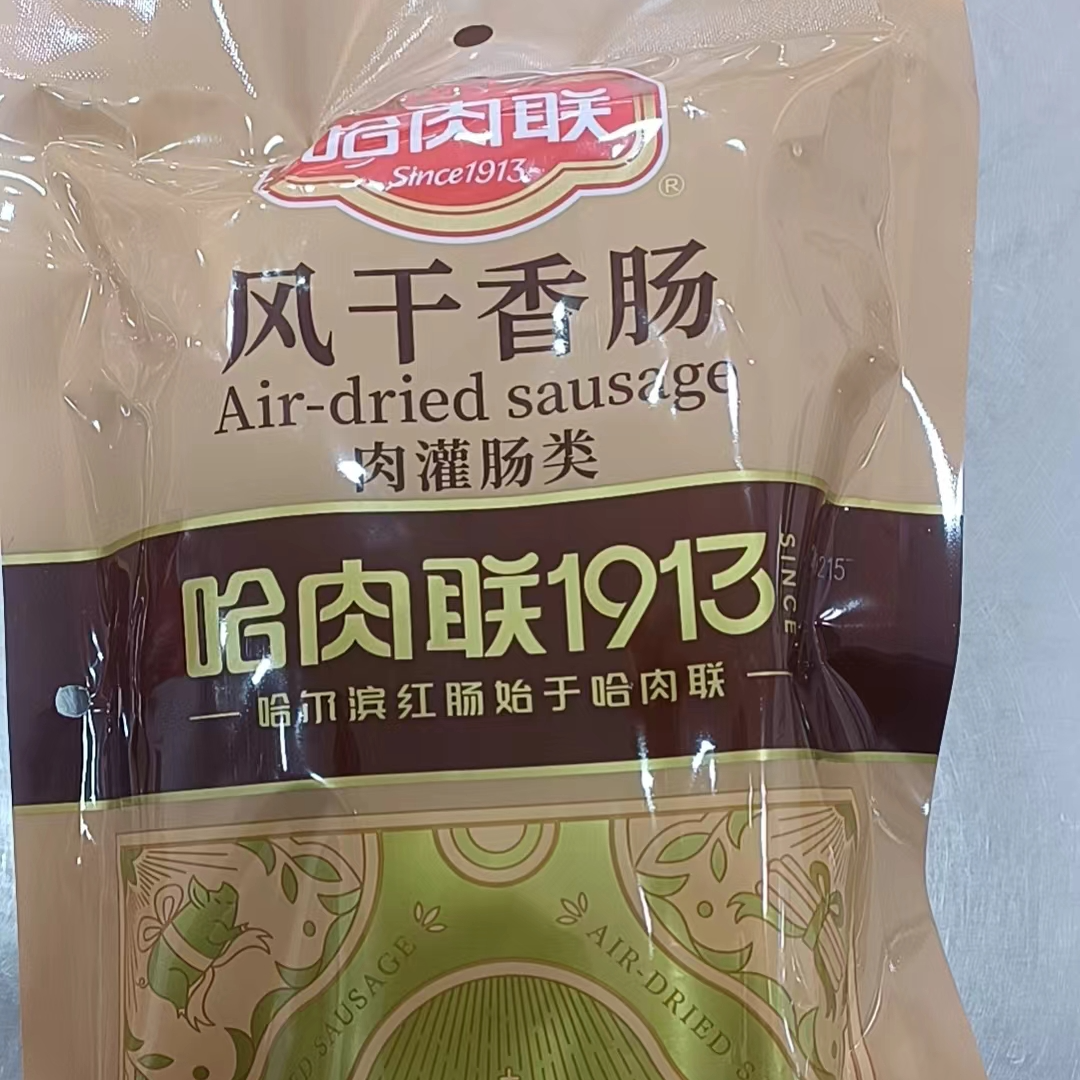 哈肉联
Since1913
®
风干香肠
Air-dried sausage
肉灌肠类
哈肉联1913
SINCE
215
哈尔滨红肠始于哈肉联
SAUSAGE
AIR-DRIED S